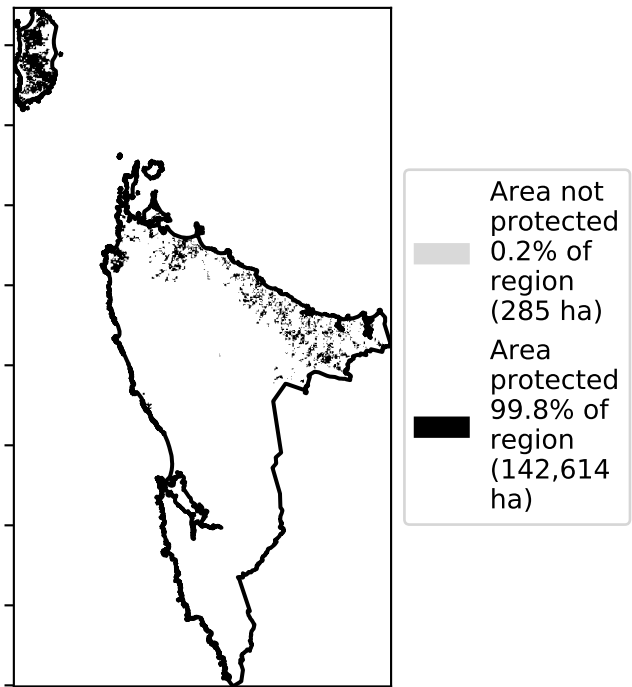 Area not
protected
0.2% of
region
(285 ha)
Area
protected
99.8% of
region
(142,614
ha)